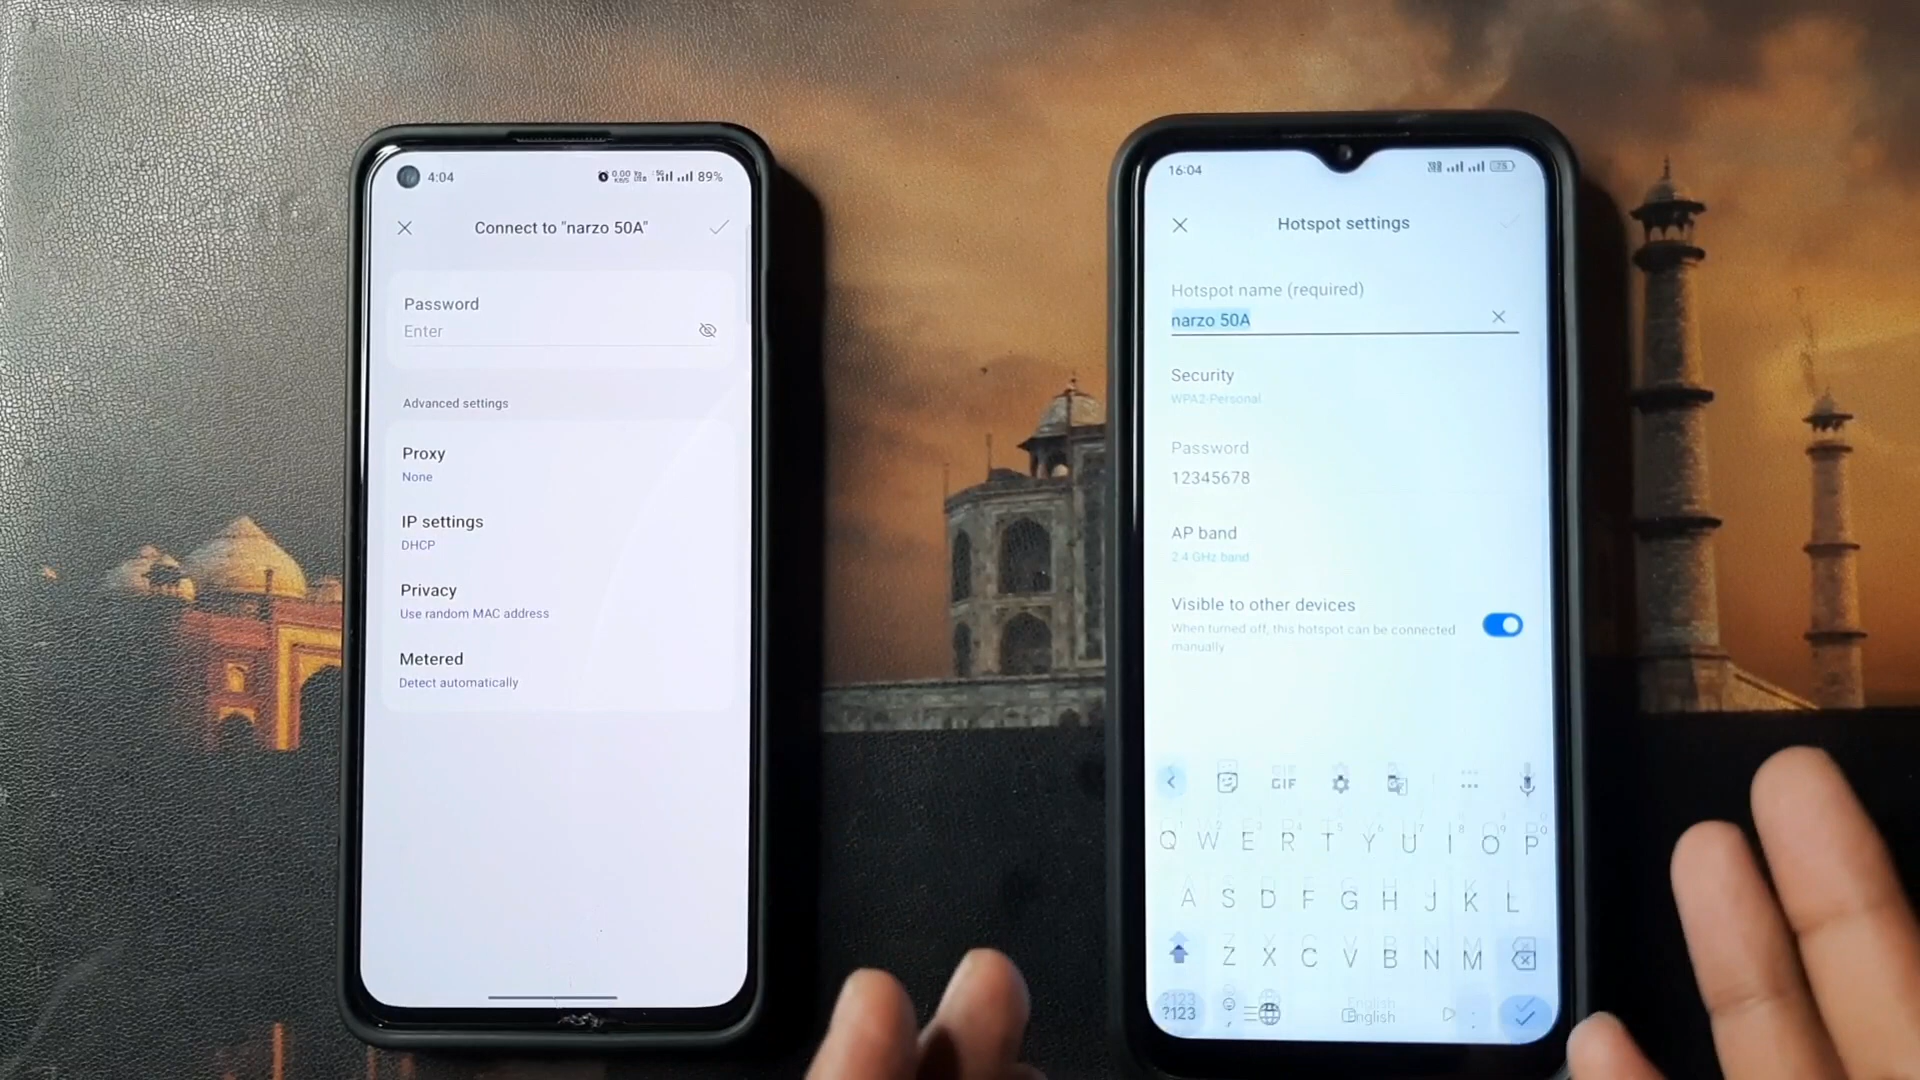 4:04
0.00
89%
Connect to "narzo 50A"
Password
Enter
Advanced settings
Proxy
None
IP settings
DHCP
Privacy
Use random MAC address
Metered
Detect automatically
16:04
Hotspot settings
Hotspot name (required)
narzo 50A
Security
WPA2-Personal
Password
12345678
AP band
2.4 GHz band
Visible to other devices
When turned off, this hotspot can be connected
manually
GIF
Q W E R T Y U I O P
A S D F G H J K L
Z X C V B N M
?123
English